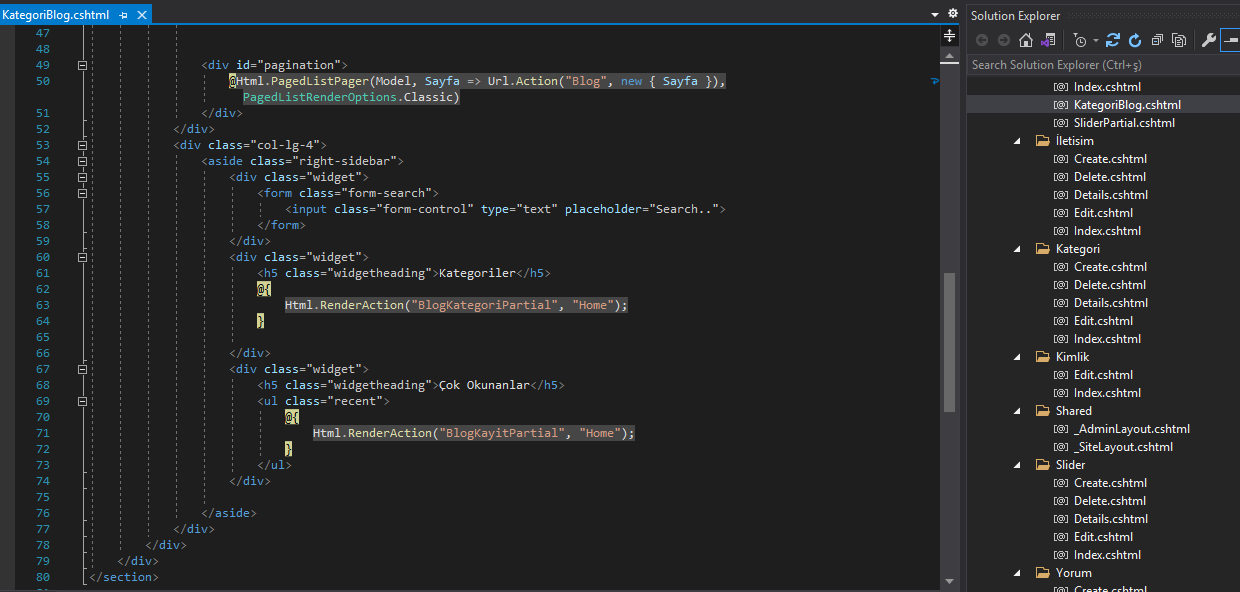 KategoriBlog.cshtml
47
48
49 <div id="pagination">
50 @Html.PagedListPager(Model, Sayfa => Url.Action("Blog", new { Sayfa }),
PagedListRenderOptions.Classic)
51 </div>
52 </div>
53 <div class="col-lg-4">
54 <aside class="right-sidebar">
55 <div class="widget">
56 <form class="form-search">
57 <input class="form-control" type="text" placeholder="Search..">
58 </form>
59 </div>
60 <div class="widget">
61 <h5 class="widgetheading">Kategoriler</h5>
62 @{
63 Html.RenderAction("BlogKategoriPartial", "Home");
64 }
65
66 </div>
67 <div class="widget">
68 <h5 class="widgetheading">Çok Okunanlar</h5>
69 <ul class="recent">
70 @{
71 Html.RenderAction("BlogKayitPartial", "Home");
72 }
73 </ul>
74 </div>
75
76 </aside>
77 </div>
78 </div>
79 </div>
80 </section>
Solution Explorer
Search Solution Explorer (Ctrl+ş)
Index.cshtml
KategoriBlog.cshtml
SliderPartial.cshtml
İletisim
Create.cshtml
Delete.cshtml
Details.cshtml
Edit.cshtml
Index.cshtml
Kategori
Create.cshtml
Delete.cshtml
Details.cshtml
Edit.cshtml
Index.cshtml
Kimlik
Edit.cshtml
Index.cshtml
Shared
_AdminLayout.cshtml
_SiteLayout.cshtml
Slider
Create.cshtml
Delete.cshtml
Details.cshtml
Edit.cshtml
Index.cshtml
Yorum
Create.cshtml